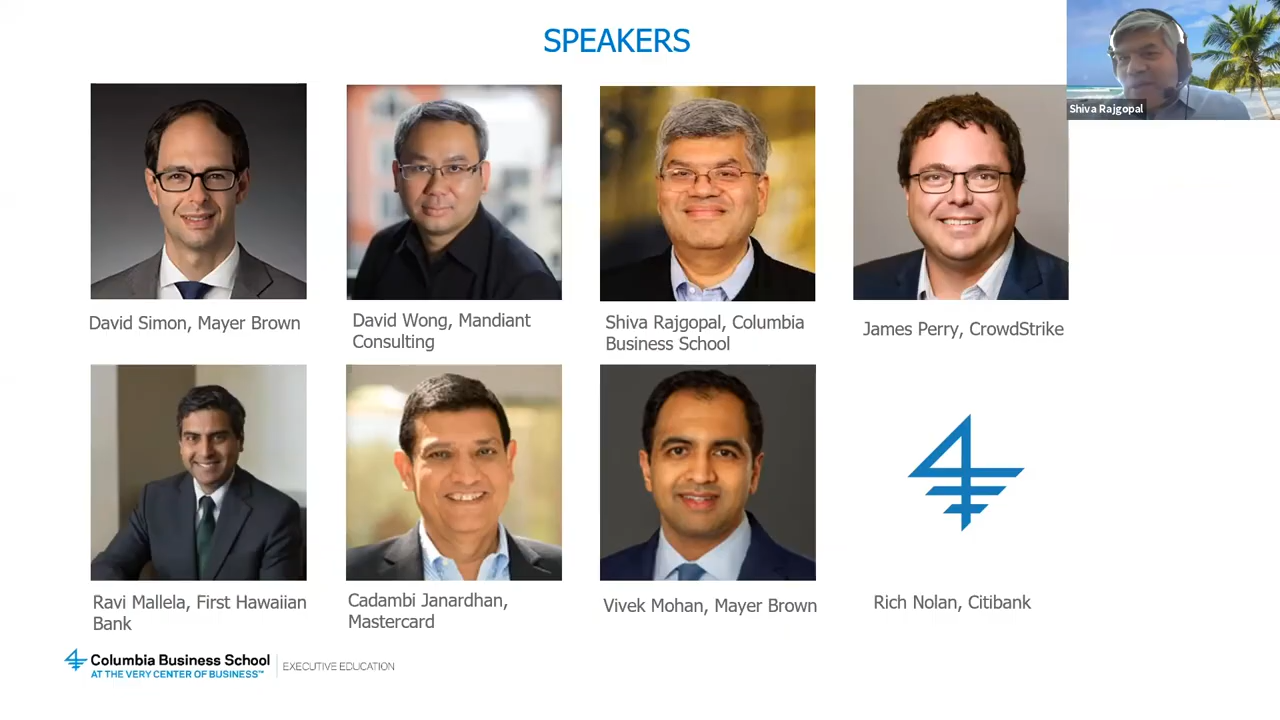 SPEAKERS
Shiva Rajgopal
David Simon, Mayer Brown
David Wong, Mandiant
Consulting
Shiva Rajgopal, Columbia
Business School
James Perry, CrowdStrike
Ravi Mallela, First Hawaiian
Bank
Cadambi Janardhan,
Mastercard
Vivek Mohan, Mayer Brown
Rich Nolan, Citibank
Columbia Business School
AT THE VERY CENTER OF BUSINESS™
EXECUTIVE EDUCATION